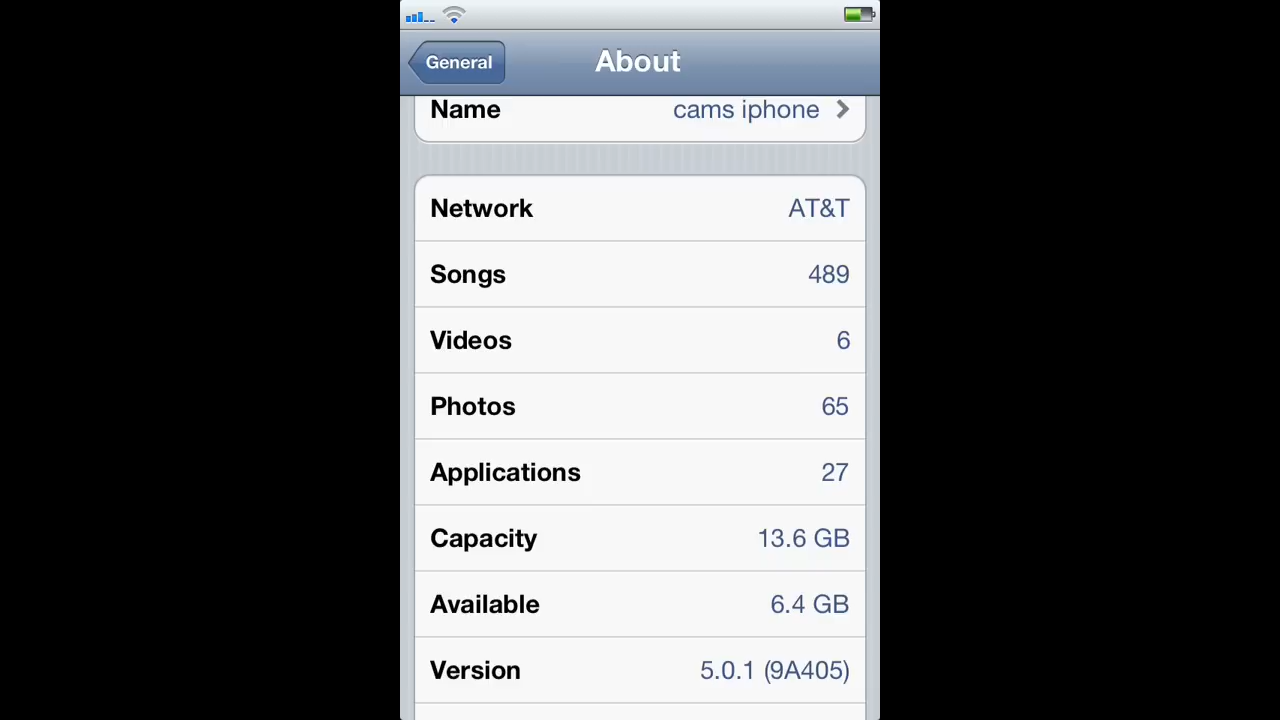 General
About
Name cams iphone
Network AT&T
Songs 489
Videos 6
Photos 65
Applications 27
Capacity 13.6 GB
Available 6.4 GB
Version 5.0.1 (9A405)